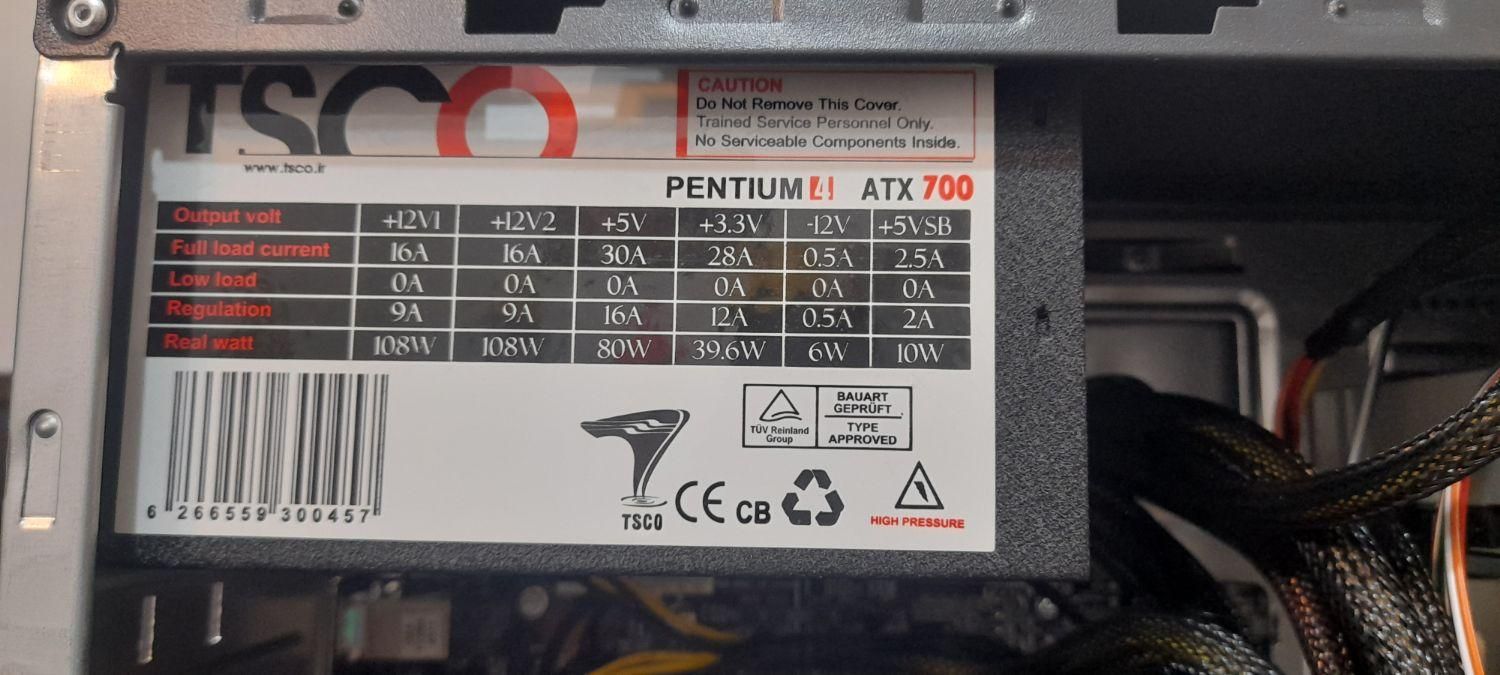 TSCO
www.tsco.ir
CAUTION
Do Not Remove This Cover.
Trained Service Personnel Only.
No Serviceable Components Inside.
PENTIUM 4 ATX 700
Output volt +12V1 +12V2 +5V +3.3V -12V +5VSB
Full load current 16A 16A 30A 28A 0.5A 2.5A
Low load 0A 0A 0A 0A 0A 0A
Regulation 9A 9A 16A 12A 0.5A 2A
Real watt 108W 108W 80W 39.6W 6W 10W
6 266559 300457
TSCO
TÜV Reinland
Group
BAUART
GEPRÜFT
TYPE
APPROVED
CE CB
HIGH PRESSURE